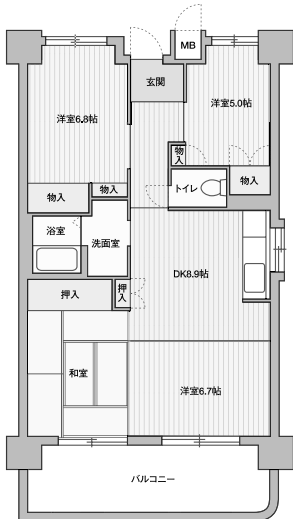 MB
玄関
洋室6.8帖
洋室5.0帖
物入
トイレ
物入
物入
物入
浴室
洗面室
DK8.9帖
押入
押入
和室
洋室6.7帖
バルコニー